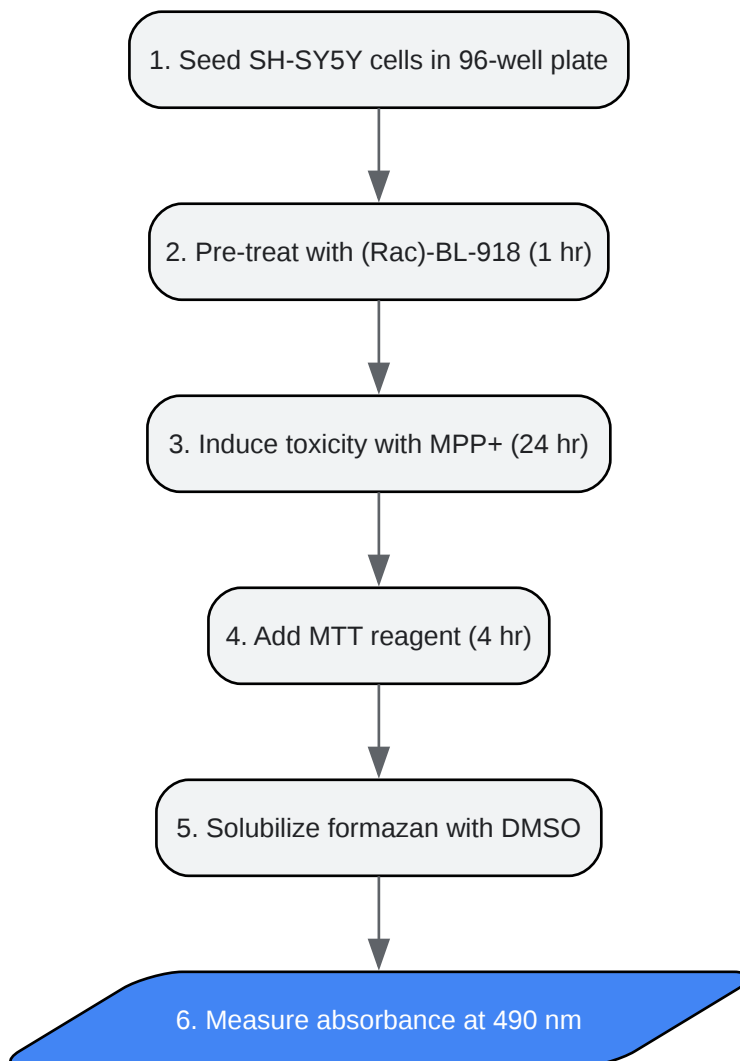 1. Seed SH-SY5Y cells in 96-well plate
2. Pre-treat with (Rac)-BL-918 (1 hr)
3. Induce toxicity with MPP+ (24 hr)
4. Add MTT reagent (4 hr)
5. Solubilize formazan with DMSO
6. Measure absorbance at 490 nm